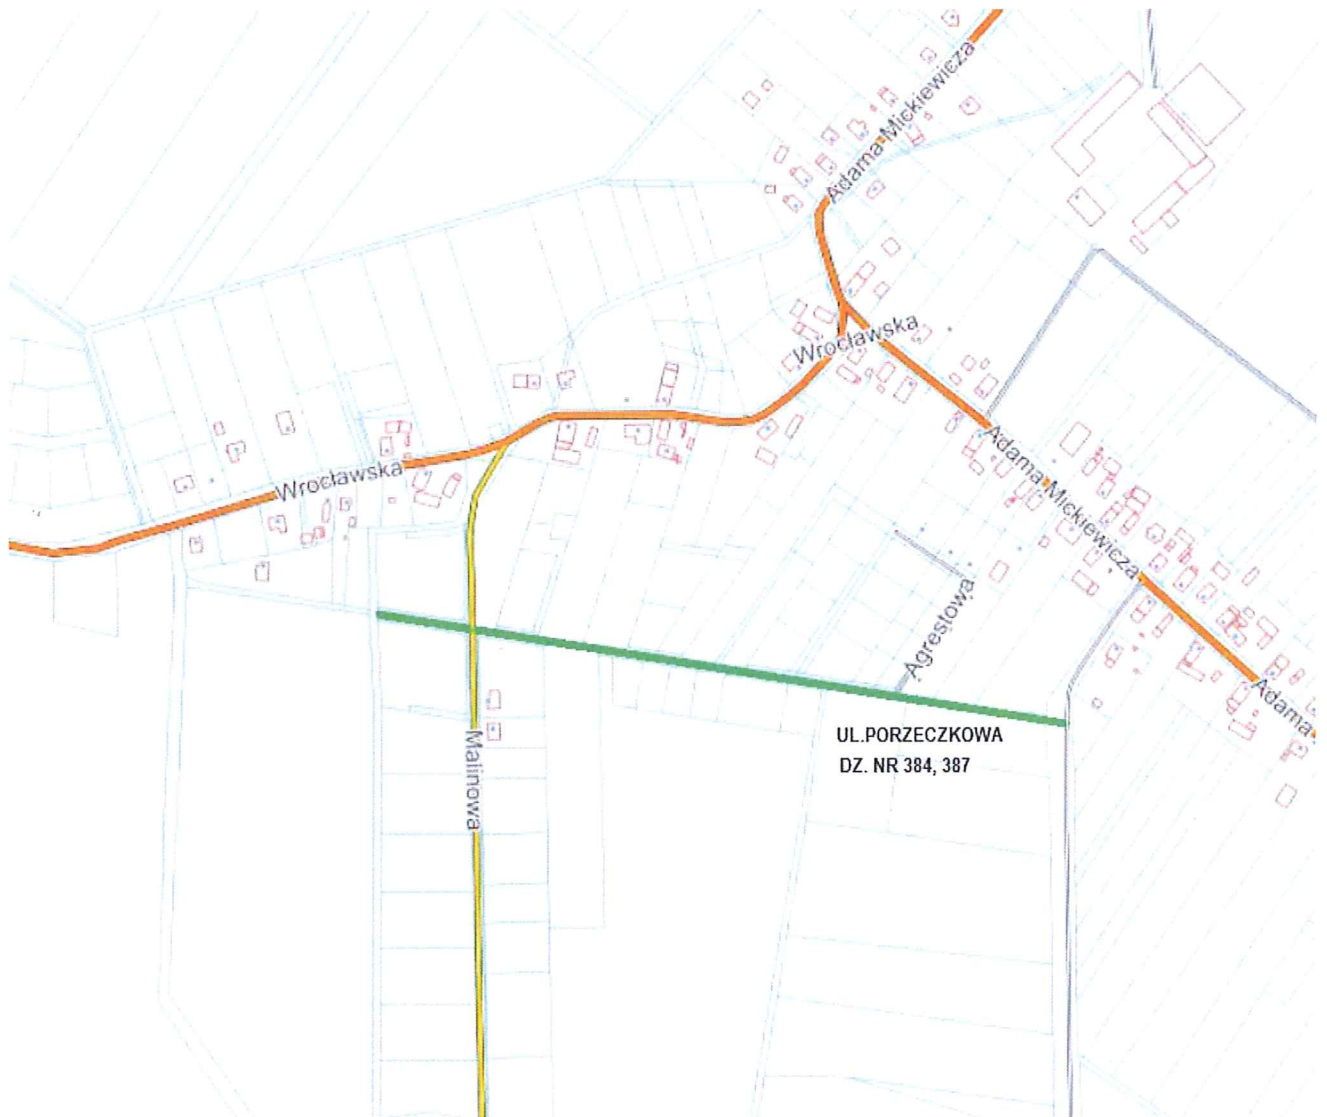 Adama Mickiewicza
Wrocławska
Wrocławska
Adama Mickiewicza
Agrestowa
Adama
UL.PORZECZKOWA
DZ. NR 384, 387
Malinowa